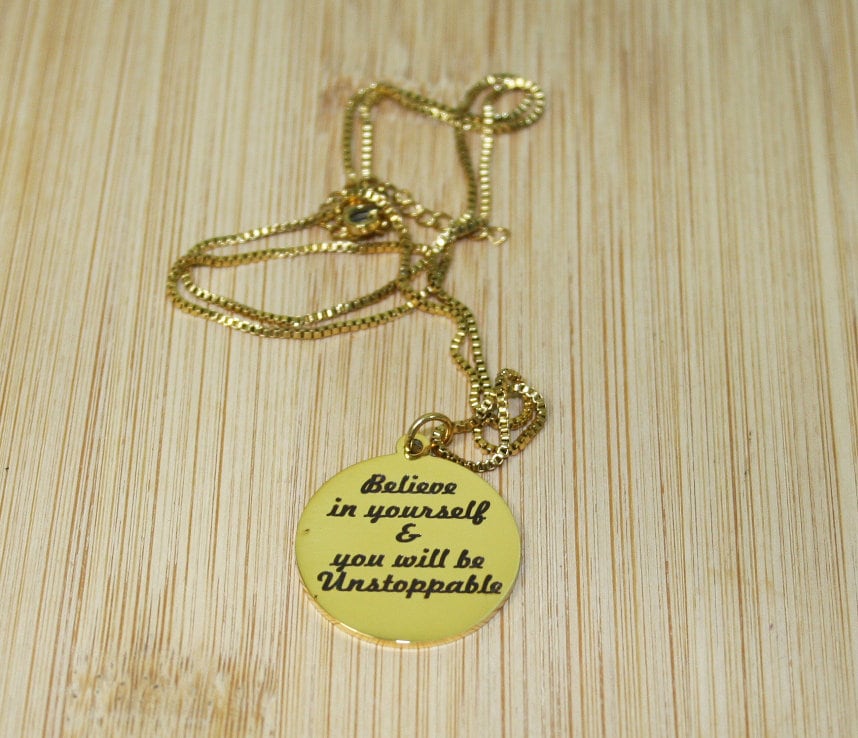 Believe
in yourself
&
you will be
Unstoppable